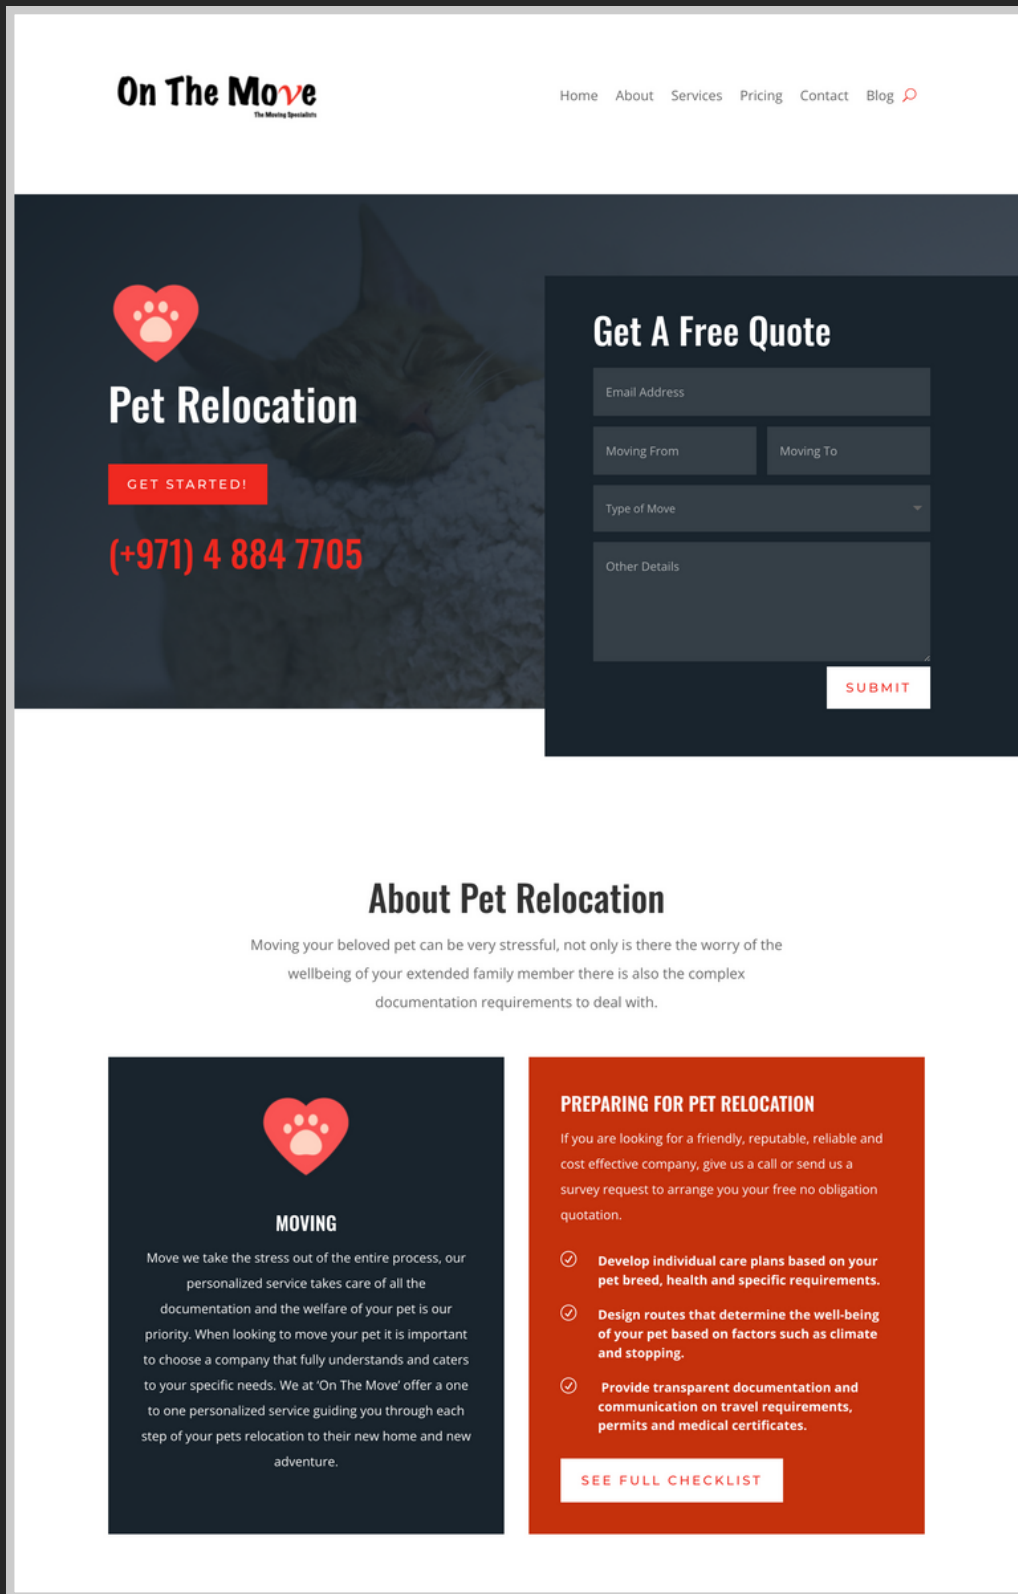 On The Move
The Moving Specialists
Home About Services Pricing Contact Blog
Pet Relocation
GET STARTED!
(+971) 4 884 7705
Get A Free Quote
Email Address
Moving From Moving To
Type of Move
Other Details
SUBMIT
About Pet Relocation
Moving your beloved pet can be very stressful, not only is there the worry of the
wellbeing of your extended family member there is also the complex
documentation requirements to deal with.
MOVING
Move we take the stress out of the entire process, our
personalized service takes care of all the
documentation and the welfare of your pet is our
priority. When looking to move your pet it is important
to choose a company that fully understands and caters
to your specific needs. We at ‘On The Move’ offer a one
to one personalized service guiding you through each
step of your pets relocation to their new home and new
adventure.
PREPARING FOR PET RELOCATION
If you are looking for a friendly, reputable, reliable and
cost effective company, give us a call or send us a
survey request to arrange you your free no obligation
quotation.
Develop individual care plans based on your
pet breed, health and specific requirements.
Design routes that determine the well-being
of your pet based on factors such as climate
and stopping.
Provide transparent documentation and
communication on travel requirements,
permits and medical certificates.
SEE FULL CHECKLIST